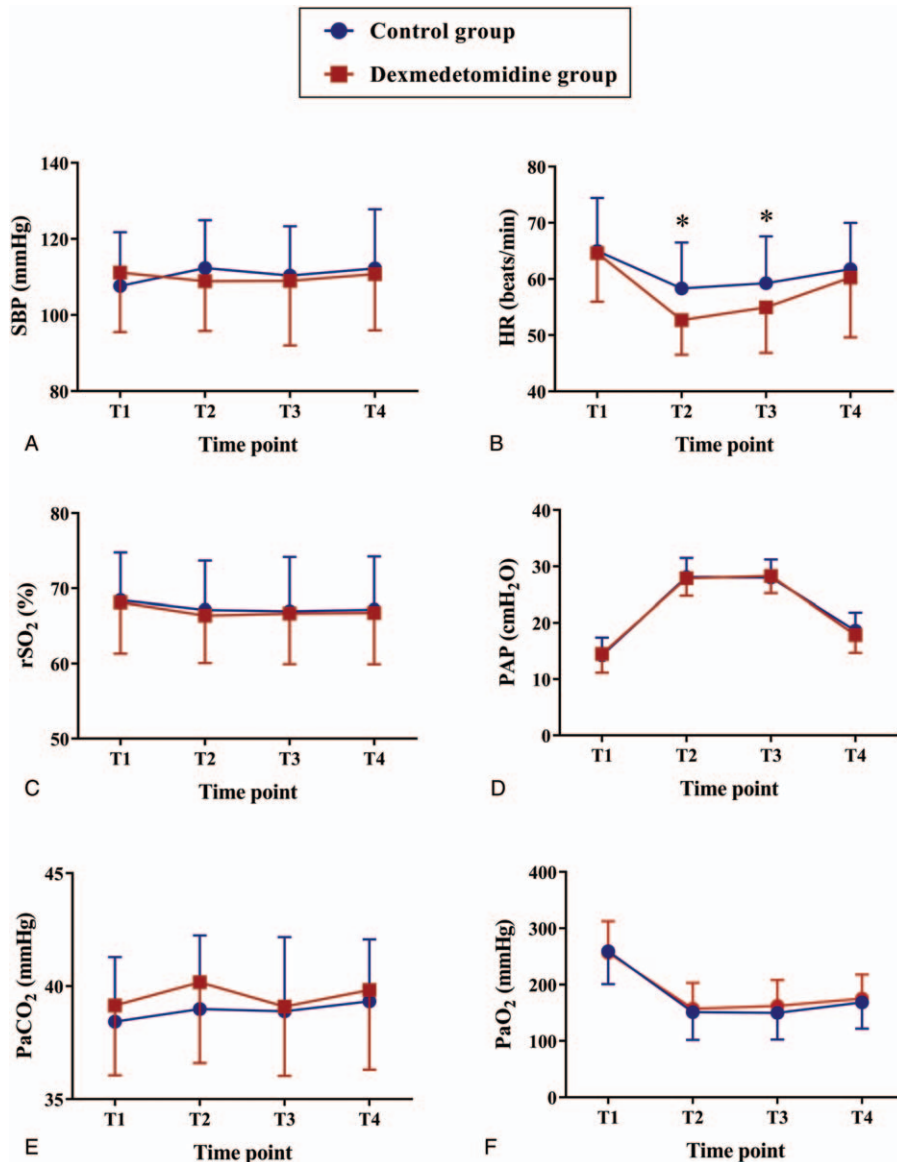 Control group
Dexmedetomidine group
140
120
100
80
SBP (mmHg)
T1 T2 T3 T4
Time point
A
80
70
60
50
40
HR (beats/min)
* *
T1 T2 T3 T4
Time point
B
80
70
60
50
rSO₂ (%)
T1 T2 T3 T4
Time point
C
40
30
20
10
0
PAP (cmH₂O)
T1 T2 T3 T4
Time point
D
45
40
35
PaCO₂ (mmHg)
T1 T2 T3 T4
Time point
E
400
300
200
100
0
PaO₂ (mmHg)
T1 T2 T3 T4
Time point
F